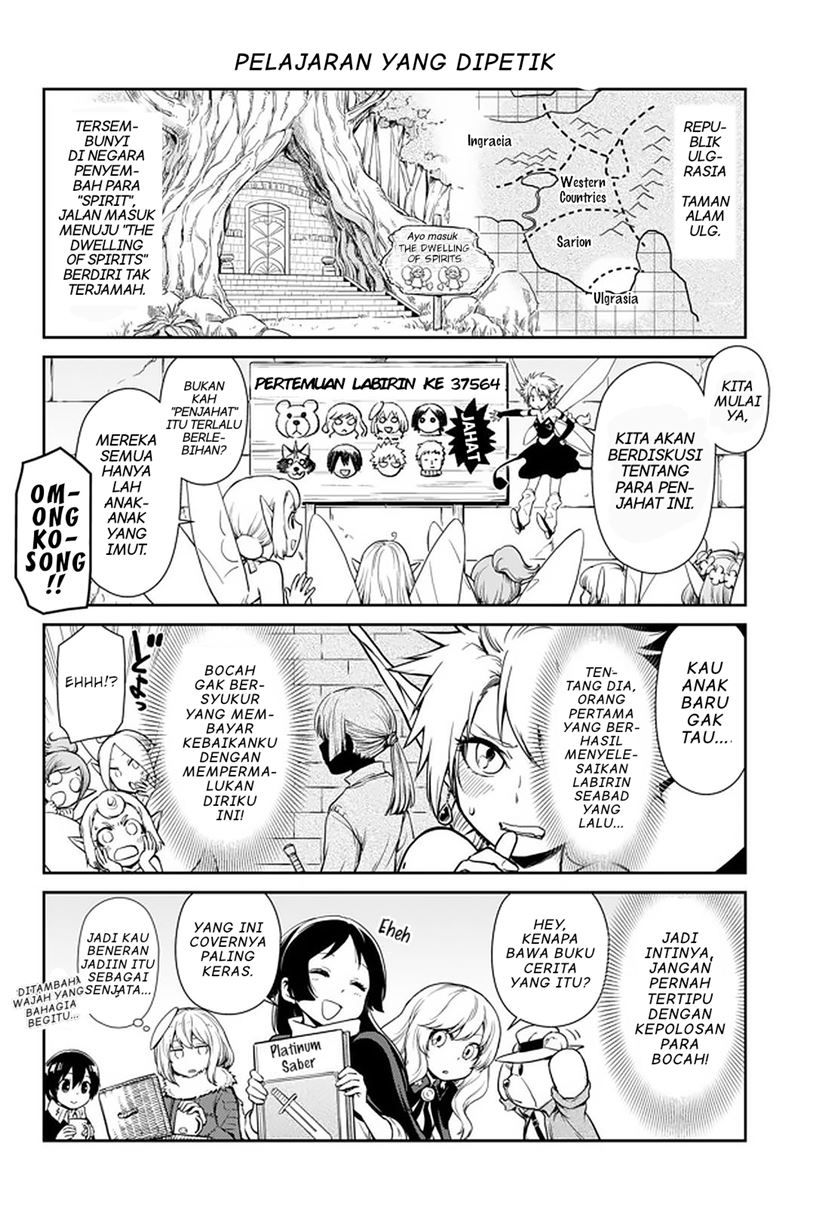 PELAJARAN YANG DIPETIK
REPU-
BLIK
ULG-
RASIA
TAMAN
ALAM
ULG.
Ingracia
Western
Countries
Sarion
Ulgrasia
TERSEM-
BUNYI
DI NEGARA
PENYEM-
BAH PARA
"SPIRIT",
JALAN MASUK
MENUJU "THE
DWELLING
OF SPIRITS"
BERDIRI TAK
TERJAMAH.
Ayo masuk
THE DWELLING
OF SPIRITS
KITA
MULAI
YA,
KITA AKAN
BERDISKUSI
TENTANG
PARA PEN-
JAHAT INI.
PERTEMUAN LABIRIN KE 37564
JAHAT
BUKAN
KAH
"PENJAHAT"
ITU TERLALU
BERLE-
BIHAN?
MEREKA
SEMUA
HANYA
LAH
ANAK-
ANAK
YANG
IMUT.
OM-
ONG
KO-
SONG
!!
KAU
ANAK
BARU
GAK
TAU...
TEN-
TANG DIA,
ORANG
PERTAMA
YANG BER-
HASIL
MENYELE-
SAIKAN
LABIRIN
SEABAD
YANG
LALU...
BOCAH
GAK BER-
SYUKUR
YANG MEM-
BAYAR
KEBAIKANKU
DENGAN
MEMPERMA-
LUKAN
DIRIKU
INI!
EHHH!?
JADI
INTINYA,
JANGAN
PERNAH
TERTIPU
DENGAN
KEPOLOSAN
PARA
BOCAH!
HEY,
KENAPA
BAWA BUKU
CERITA
YANG ITU?
Eheh
YANG INI
COVERNYA
PALING
KERAS.
Platinum
Saber
JADI KAU
BENERAN
JADIIN ITU
SEBAGAI
SENJATA...
DITAMBAH
WAJAH YANG
BAHAGIA
BEGITU...